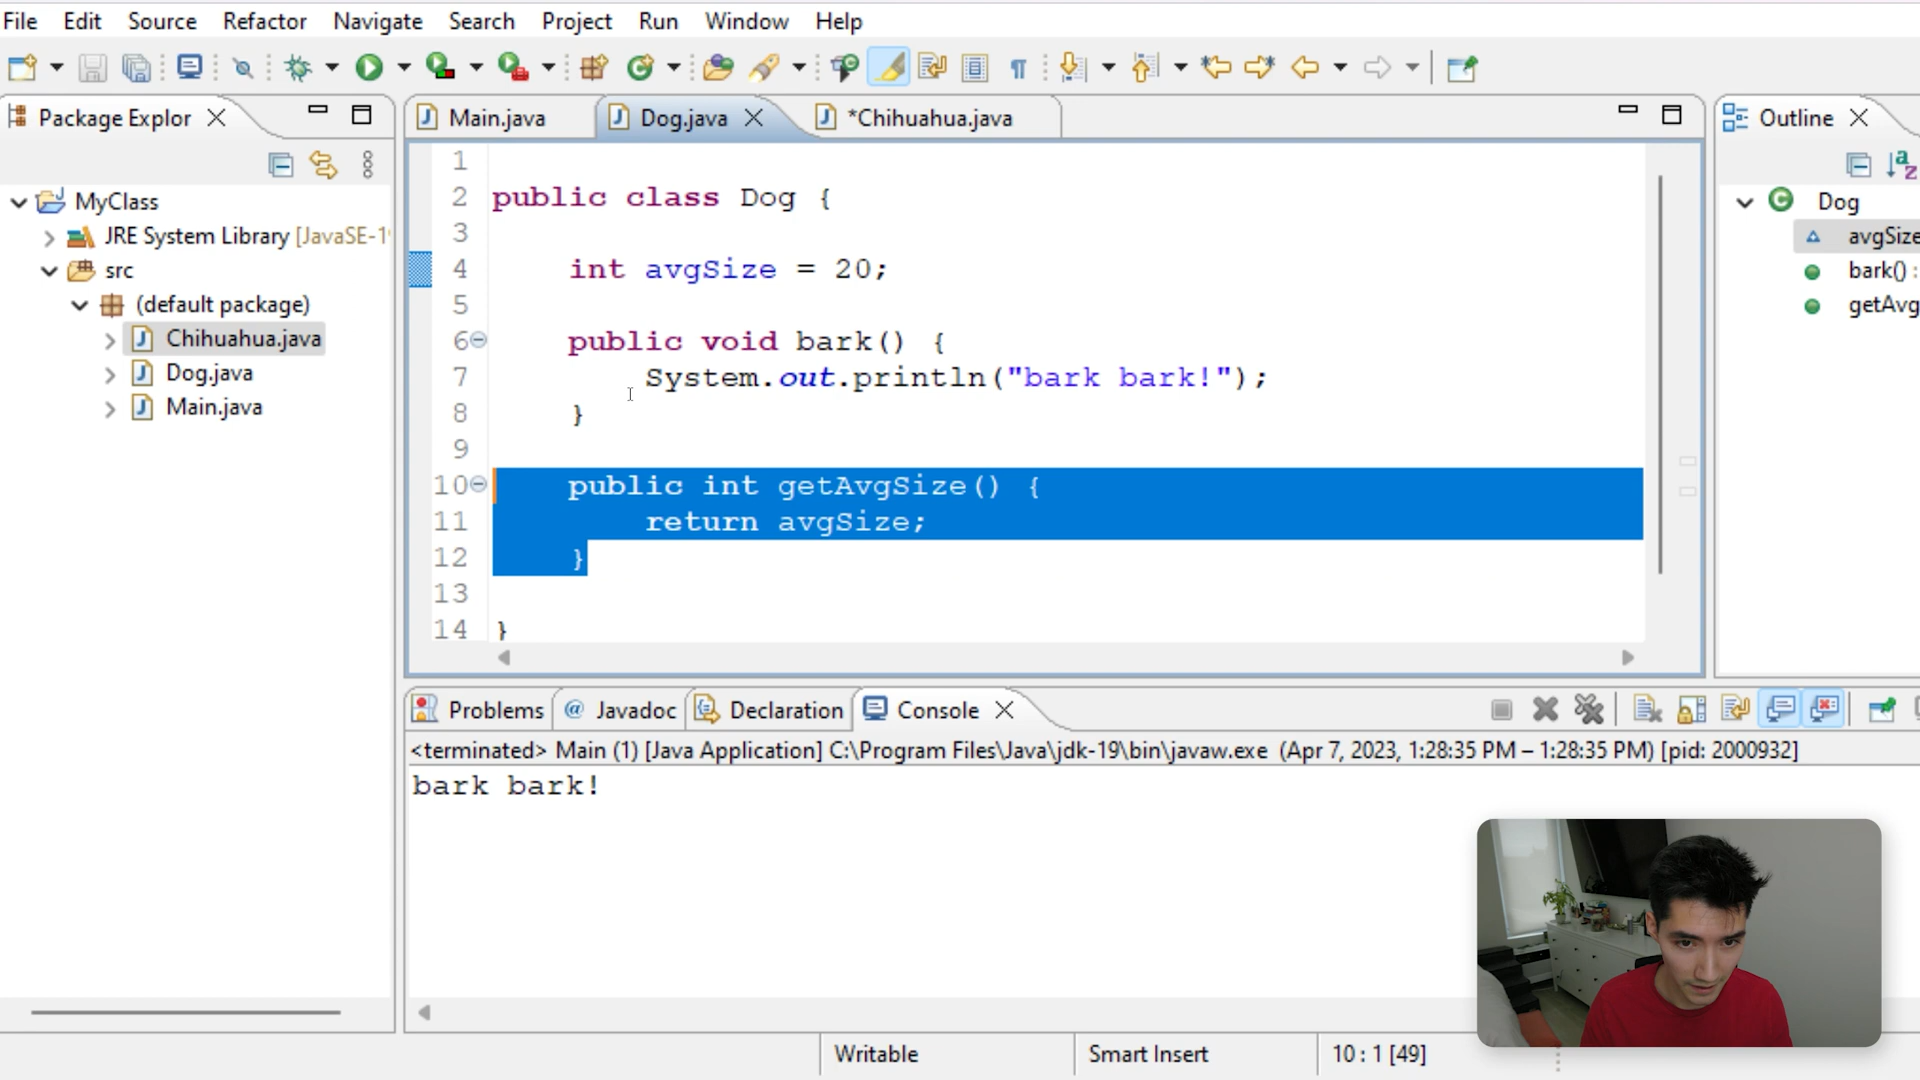 File Edit Source Refactor Navigate Search Project Run Window Help
Package Explor
Main.java
Dog.java
*Chihuahua.java
Outline
MyClass
JRE System Library [JavaSE-1
src
(default package)
Chihuahua.java
Dog.java
Main.java
1
2 public class Dog {
3
4 int avgSize = 20;
5
6 public void bark() {
7 System.out.println("bark bark!");
8 }
9
10 public int getAvgSize() {
11 return avgSize;
12 }
13
14 }
Dog
avgSize
bark() :
getAvg
Problems @ Javadoc Declaration Console
<terminated> Main (1) [Java Application] C:\Program Files\Java\jdk-19\bin\javaw.exe (Apr 7, 2023, 1:28:35 PM – 1:28:35 PM) [pid: 2000932]
bark bark!
Writable Smart Insert 10 : 1 [49]